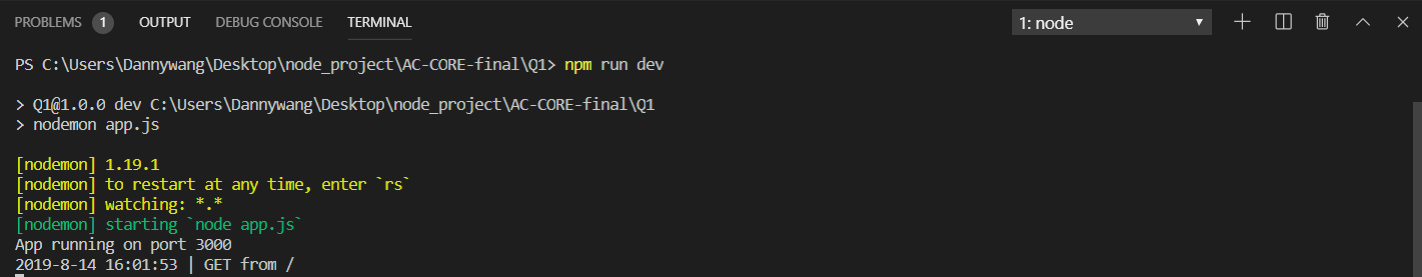 PROBLEMS 1 OUTPUT DEBUG CONSOLE TERMINAL 1: node
PS C:\Users\Dannywang\Desktop\node_project\AC-CORE-final\Q1> npm run dev
> Q1@1.0.0 dev C:\Users\Dannywang\Desktop\node_project\AC-CORE-final\Q1
> nodemon app.js
[nodemon] 1.19.1
[nodemon] to restart at any time, enter `rs`
[nodemon] watching: *.*
[nodemon] starting `node app.js`
App running on port 3000
2019-8-14 16:01:53 | GET from /